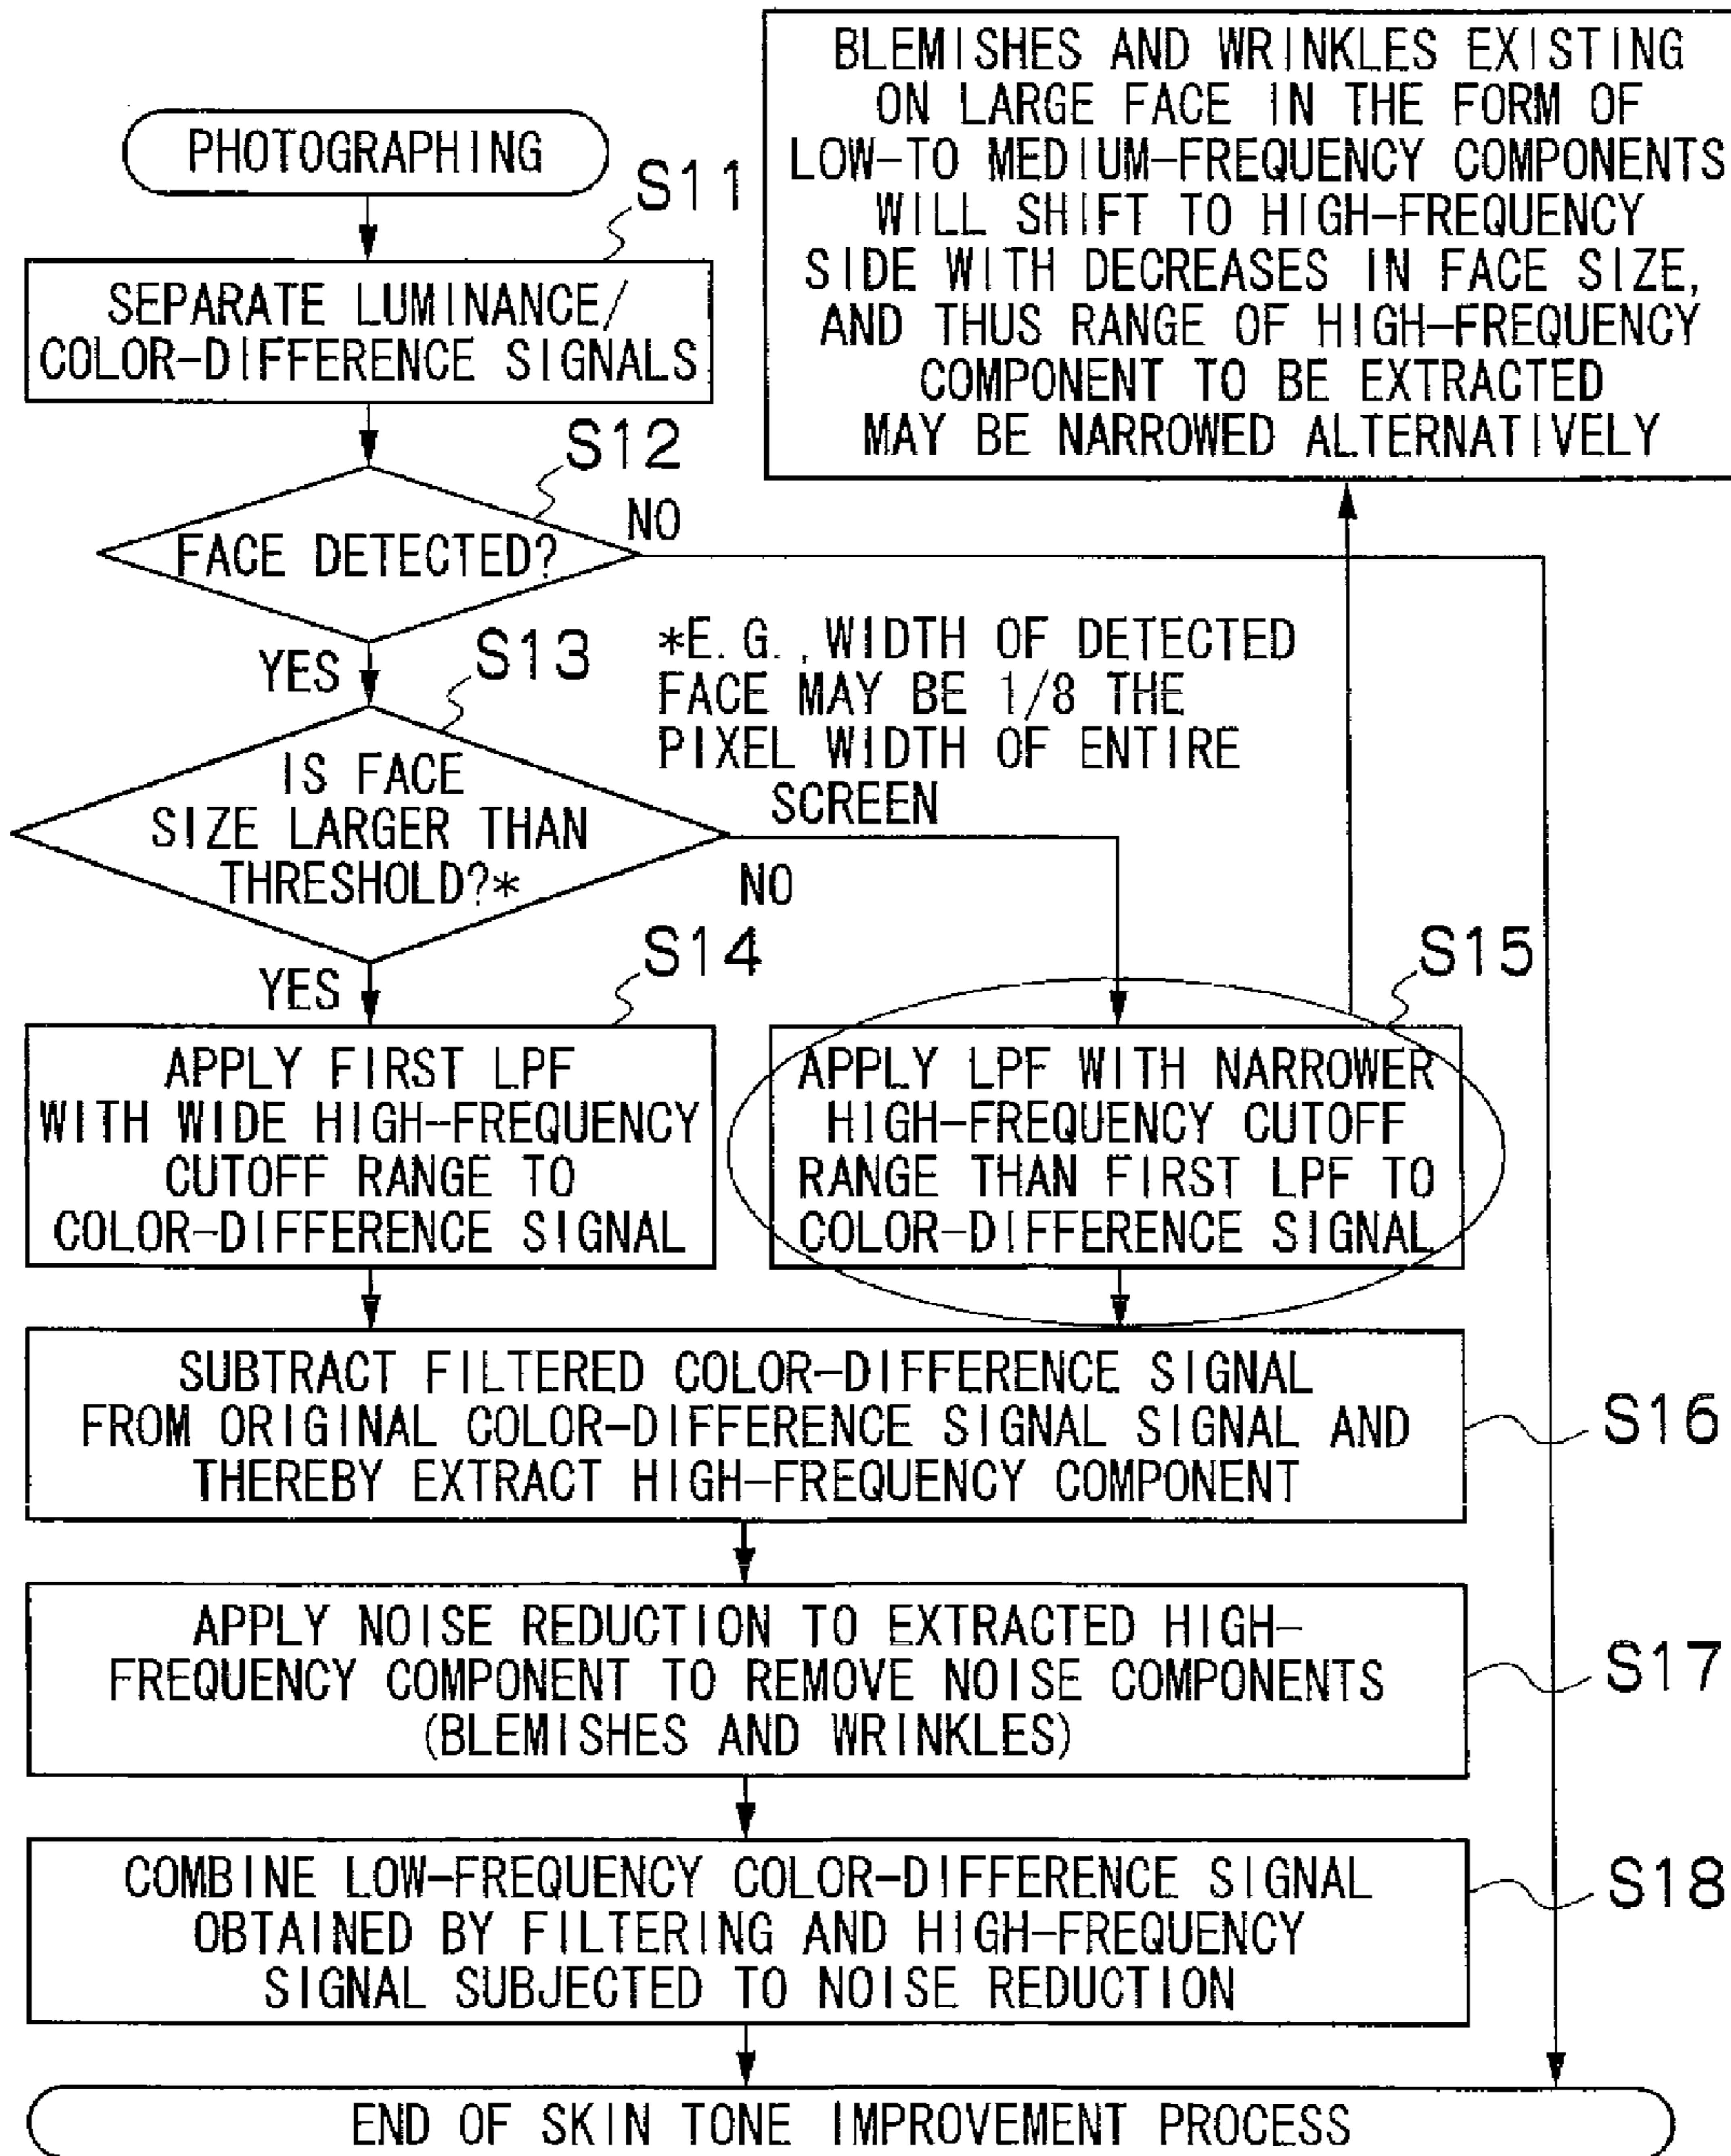 PHOTOGRAPHING
S11
SEPARATE LUMINANCE/
COLOR-DIFFERENCE SIGNALS
S12
FACE DETECTED?
NO
YES
S13
IS FACE
SIZE LARGER THAN
THRESHOLD?*
*E.G., WIDTH OF DETECTED
FACE MAY BE 1/8 THE
PIXEL WIDTH OF ENTIRE
SCREEN
NO
YES
S14
APPLY FIRST LPF
WITH WIDE HIGH-FREQUENCY
CUTOFF RANGE TO
COLOR-DIFFERENCE SIGNAL
S15
APPLY LPF WITH NARROWER
HIGH-FREQUENCY CUTOFF
RANGE THAN FIRST LPF TO
COLOR-DIFFERENCE SIGNAL
BLEMISHES AND WRINKLES EXISTING
ON LARGE FACE IN THE FORM OF
LOW-TO MEDIUM-FREQUENCY COMPONENTS
WILL SHIFT TO HIGH-FREQUENCY
SIDE WITH DECREASES IN FACE SIZE,
AND THUS RANGE OF HIGH-FREQUENCY
COMPONENT TO BE EXTRACTED
MAY BE NARROWED ALTERNATIVELY
SUBTRACT FILTERED COLOR-DIFFERENCE SIGNAL
FROM ORIGINAL COLOR-DIFFERENCE SIGNAL SIGNAL AND
THEREBY EXTRACT HIGH-FREQUENCY COMPONENT
S16
APPLY NOISE REDUCTION TO EXTRACTED HIGH-
FREQUENCY COMPONENT TO REMOVE NOISE COMPONENTS
(BLEMISHES AND WRINKLES)
S17
COMBINE LOW-FREQUENCY COLOR-DIFFERENCE SIGNAL
OBTAINED BY FILTERING AND HIGH-FREQUENCY
SIGNAL SUBJECTED TO NOISE REDUCTION
S18
END OF SKIN TONE IMPROVEMENT PROCESS